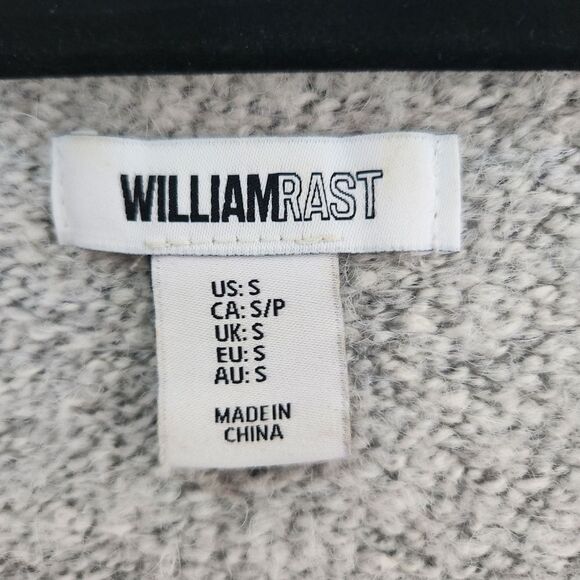 WILLIAMRAST
US: S
CA: S/P
UK: S
EU: S
AU: S
MADE IN
CHINA